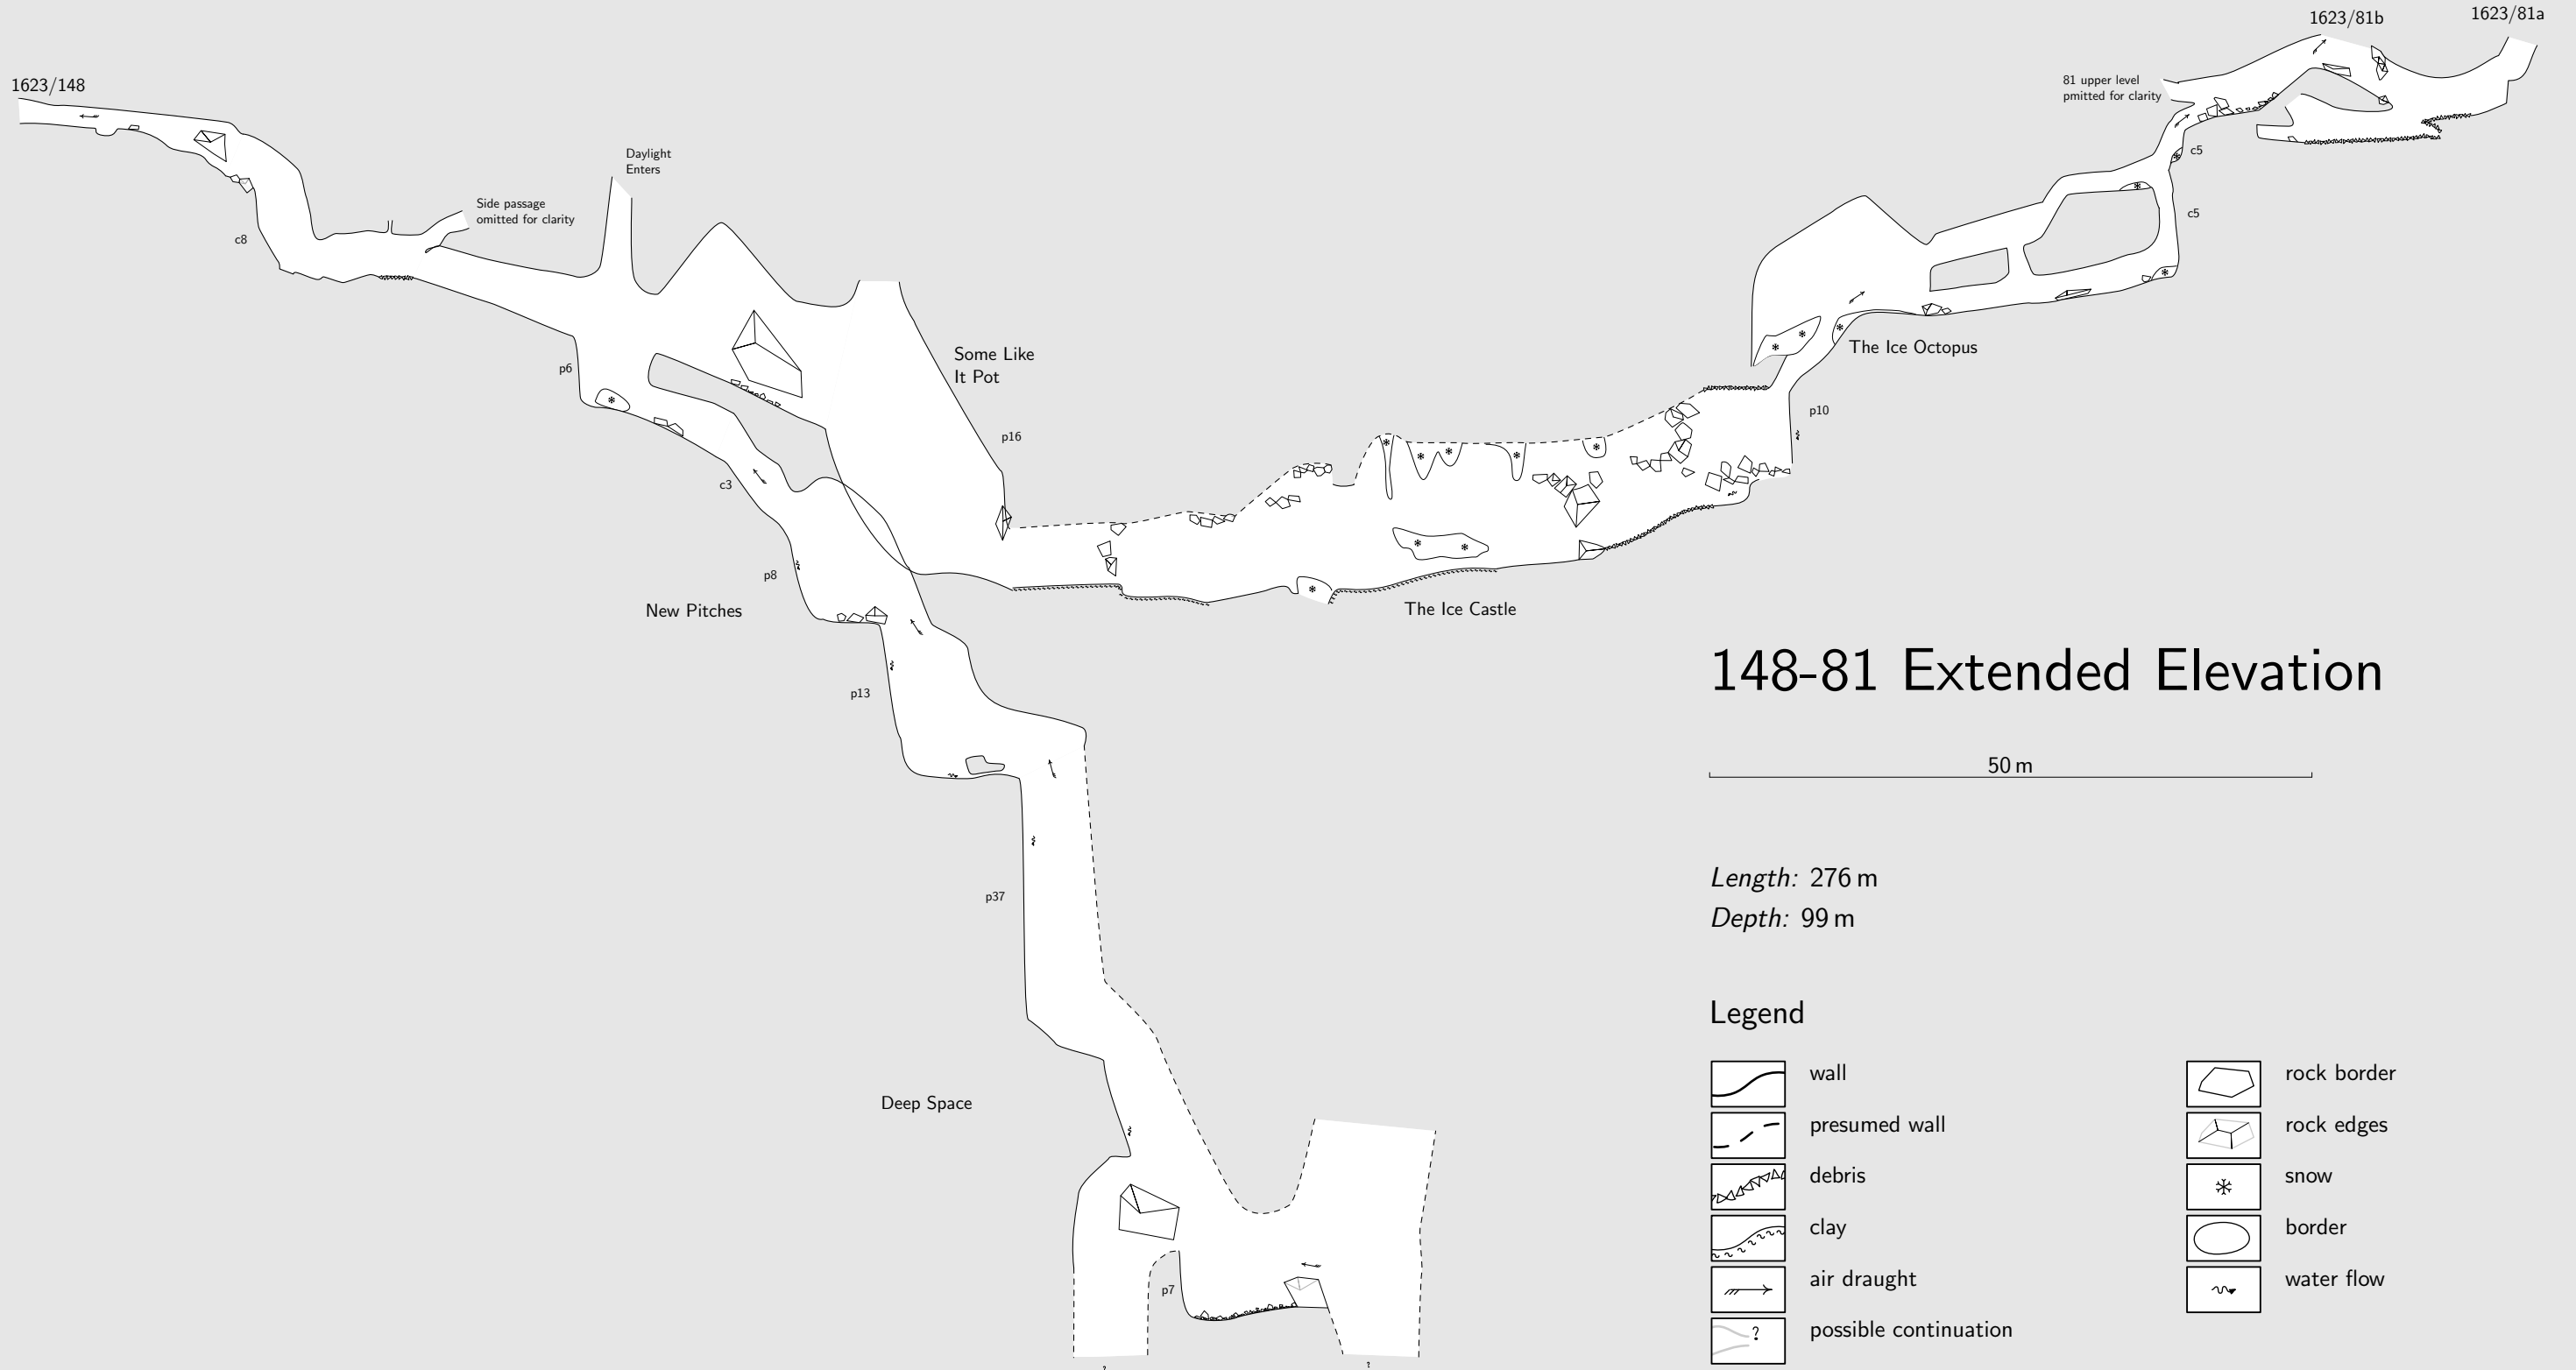 1623/81a
1623/81b
1623/148
81 upper level
pmitted for clarity
Daylight
Enters
c5
Side passage
omitted for clarity
c5
c8
The Ice Octopus
Some Like
It Pot
p6
p10
p16
c3
p8
New Pitches
The Ice Castle
148-81 Extended Elevation
p13
50 m
Length: 276 m
p37
Depth: 99 m
Legend
wall
rock border
Deep Space
presumed wall
rock edges
debris
snow
clay
border
air draught
water flow
p7
? possible continuation
?
?